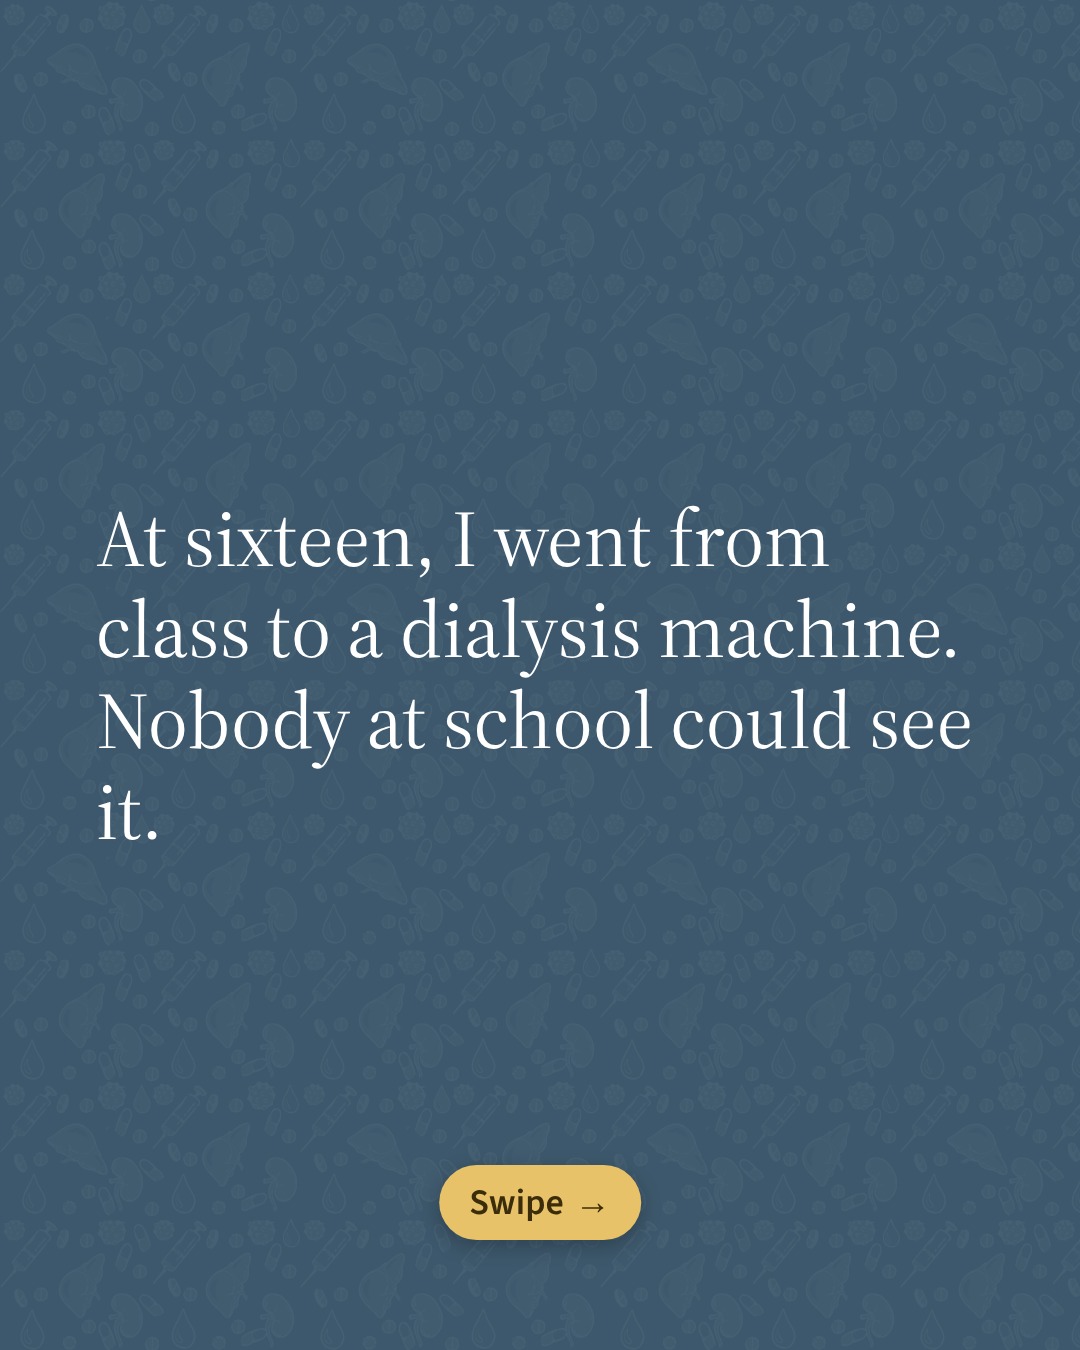 At sixteen, I went from
class to a dialysis machine.
Nobody at school could see
it.
Swipe →